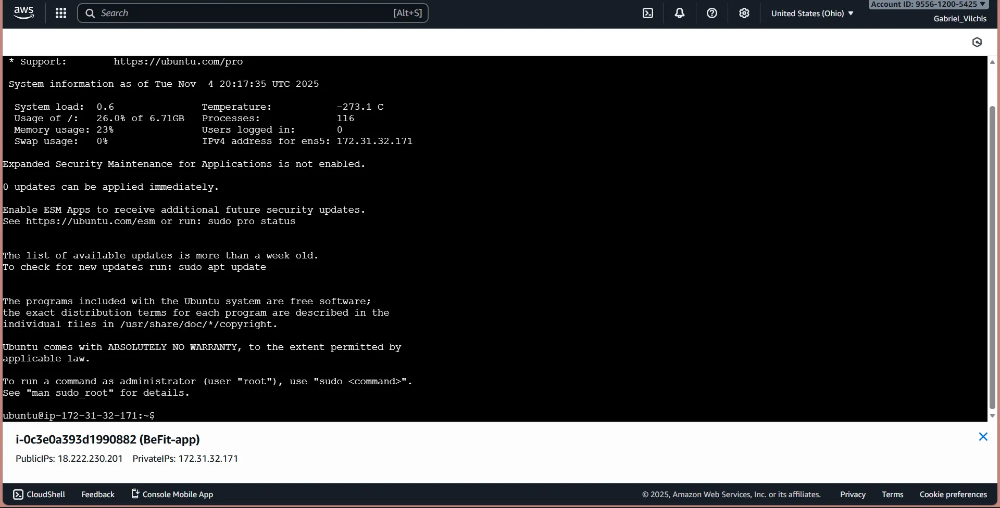 aws
Search [Alt+S]
United States (Ohio)
Account ID: 9556-1200-5425
Gabriel_Vilchis
* Support:        https://ubuntu.com/pro
System information as of Tue Nov  4 20:17:35 UTC 2025
System load:  0.6               Temperature:           -273.1 C
Usage of /:   26.0% of 6.71GB   Processes:             116
Memory usage: 23%               Users logged in:       0
Swap usage:   0%                IPv4 address for ens5: 172.31.32.171
Expanded Security Maintenance for Applications is not enabled.
0 updates can be applied immediately.
Enable ESM Apps to receive additional future security updates.
See https://ubuntu.com/esm or run: sudo pro status
The list of available updates is more than a week old.
To check for new updates run: sudo apt update
The programs included with the Ubuntu system are free software;
the exact distribution terms for each program are described in the
individual files in /usr/share/doc/*/copyright.
Ubuntu comes with ABSOLUTELY NO WARRANTY, to the extent permitted by
applicable law.
To run a command as administrator (user "root"), use "sudo <command>".
See "man sudo_root" for details.
ubuntu@ip-172-31-32-171:~$
i-0c3e0a393d1990882 (BeFit-app)
PublicIPs: 18.222.230.201 PrivateIPs: 172.31.32.171
CloudShell Feedback Console Mobile App © 2025, Amazon Web Services, Inc. or its affiliates. Privacy Terms Cookie preferences